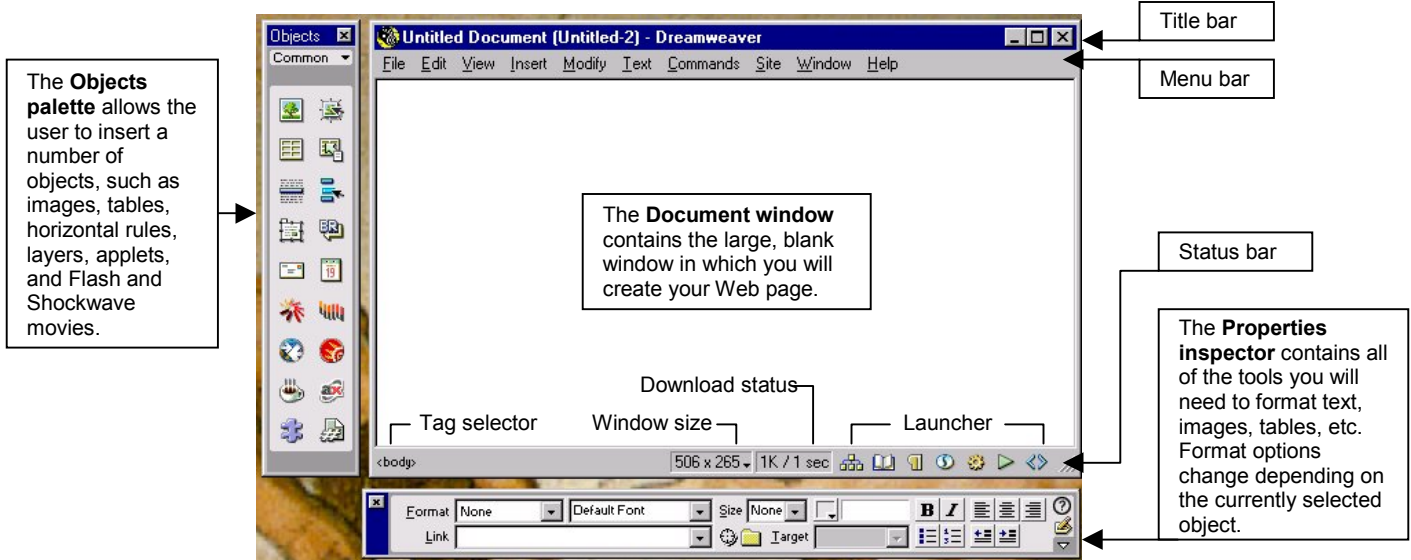 Title bar
Menu bar
Objects
Common
Untitled Document (Untitled-2) - Dreamweaver
File Edit View Insert Modify Text Commands Site Window Help
The Objects
palette allows the
user to insert a
number of
objects, such as
images, tables,
horizontal rules,
layers, applets,
and Flash and
Shockwave
movies.
BR
19
ax
The Document window
contains the large, blank
window in which you will
create your Web page.
Status bar
Download status
Tag selector
Window size
Launcher
<body>
506 x 265
1K / 1 sec
The Properties
inspector contains all
of the tools you will
need to format text,
images, tables, etc.
Format options
change depending on
the currently selected
object.
Format None Default Font Size None B I
Link Target